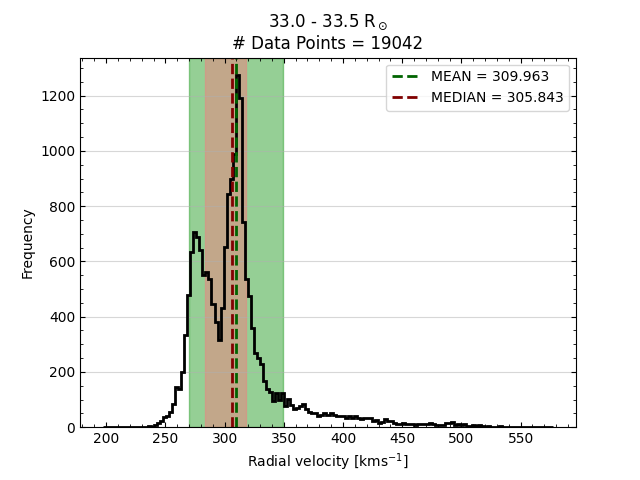 33.0 - 33.5 R⊙
# Data Points = 19042
MEAN = 309.963
MEDIAN = 305.843
1200
1000
800
600
400
200
0
Frequency
200 250 300 350 400 450 500 550
Radial velocity [kms⁻¹]